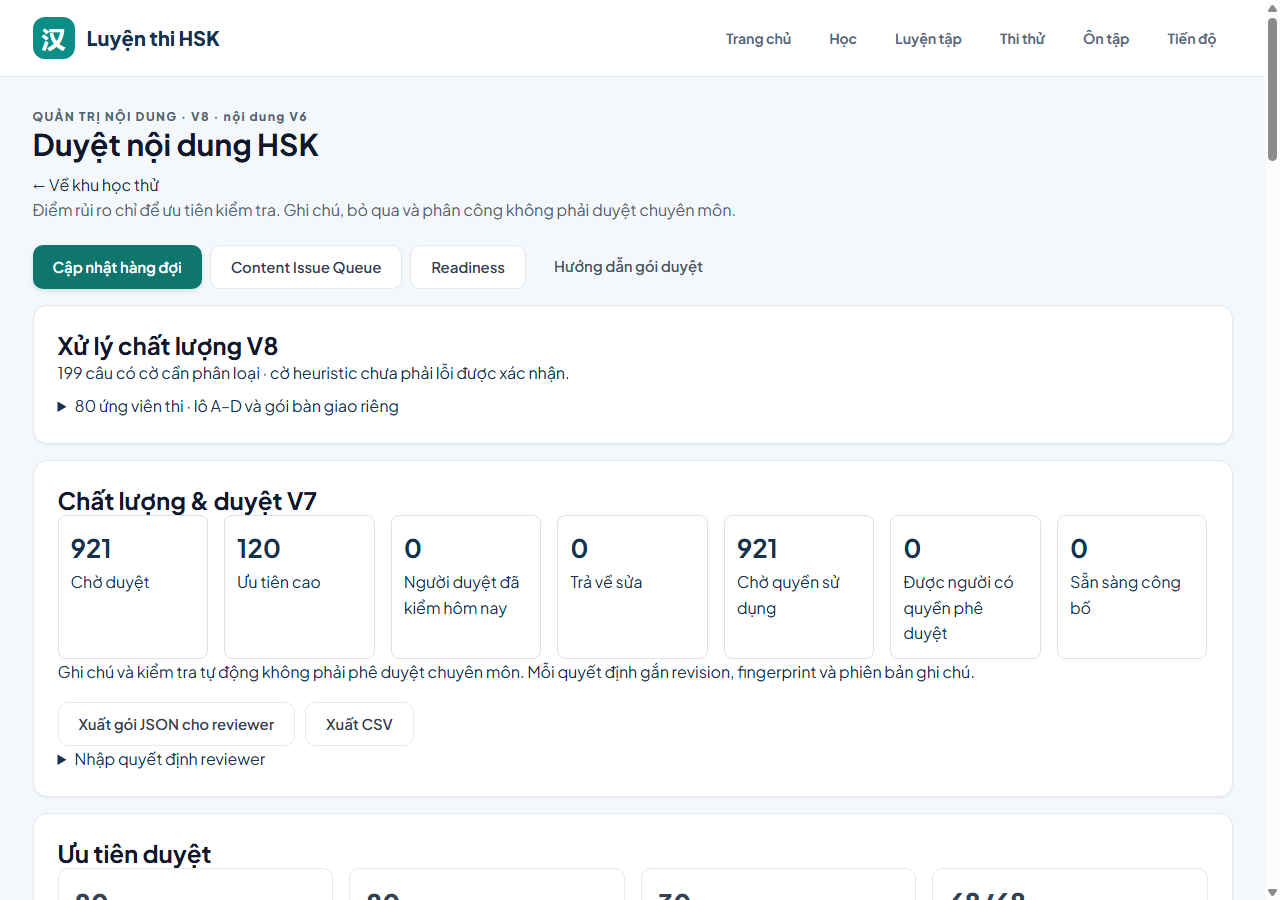 汉 Luyện thi HSK
Trang chủ Học Luyện tập Thi thử Ôn tập Tiến độ
QUẢN TRỊ NỘI DUNG · V8 · nội dung V6
Duyệt nội dung HSK
← Về khu học thử
Điểm rủi ro chỉ để ưu tiên kiểm tra. Ghi chú, bỏ qua và phân công không phải duyệt chuyên môn.
Cập nhật hàng đợi Content Issue Queue Readiness Hướng dẫn gói duyệt
Xử lý chất lượng V8
199 câu có cờ cần phân loại · cờ heuristic chưa phải lỗi được xác nhận.
▶ 80 ứng viên thi · lô A–D và gói bàn giao riêng
Chất lượng & duyệt V7
921
Chờ duyệt
120
Ưu tiên cao
0
Người duyệt đã
kiểm hôm nay
0
Trả về sửa
921
Chờ quyền sử
dụng
0
Được người có
quyền phê
duyệt
0
Sẵn sàng công
bố
Ghi chú và kiểm tra tự động không phải phê duyệt chuyên môn. Mỗi quyết định gắn revision, fingerprint và phiên bản ghi chú.
Xuất gói JSON cho reviewer Xuất CSV
▶ Nhập quyết định reviewer
Ưu tiên duyệt